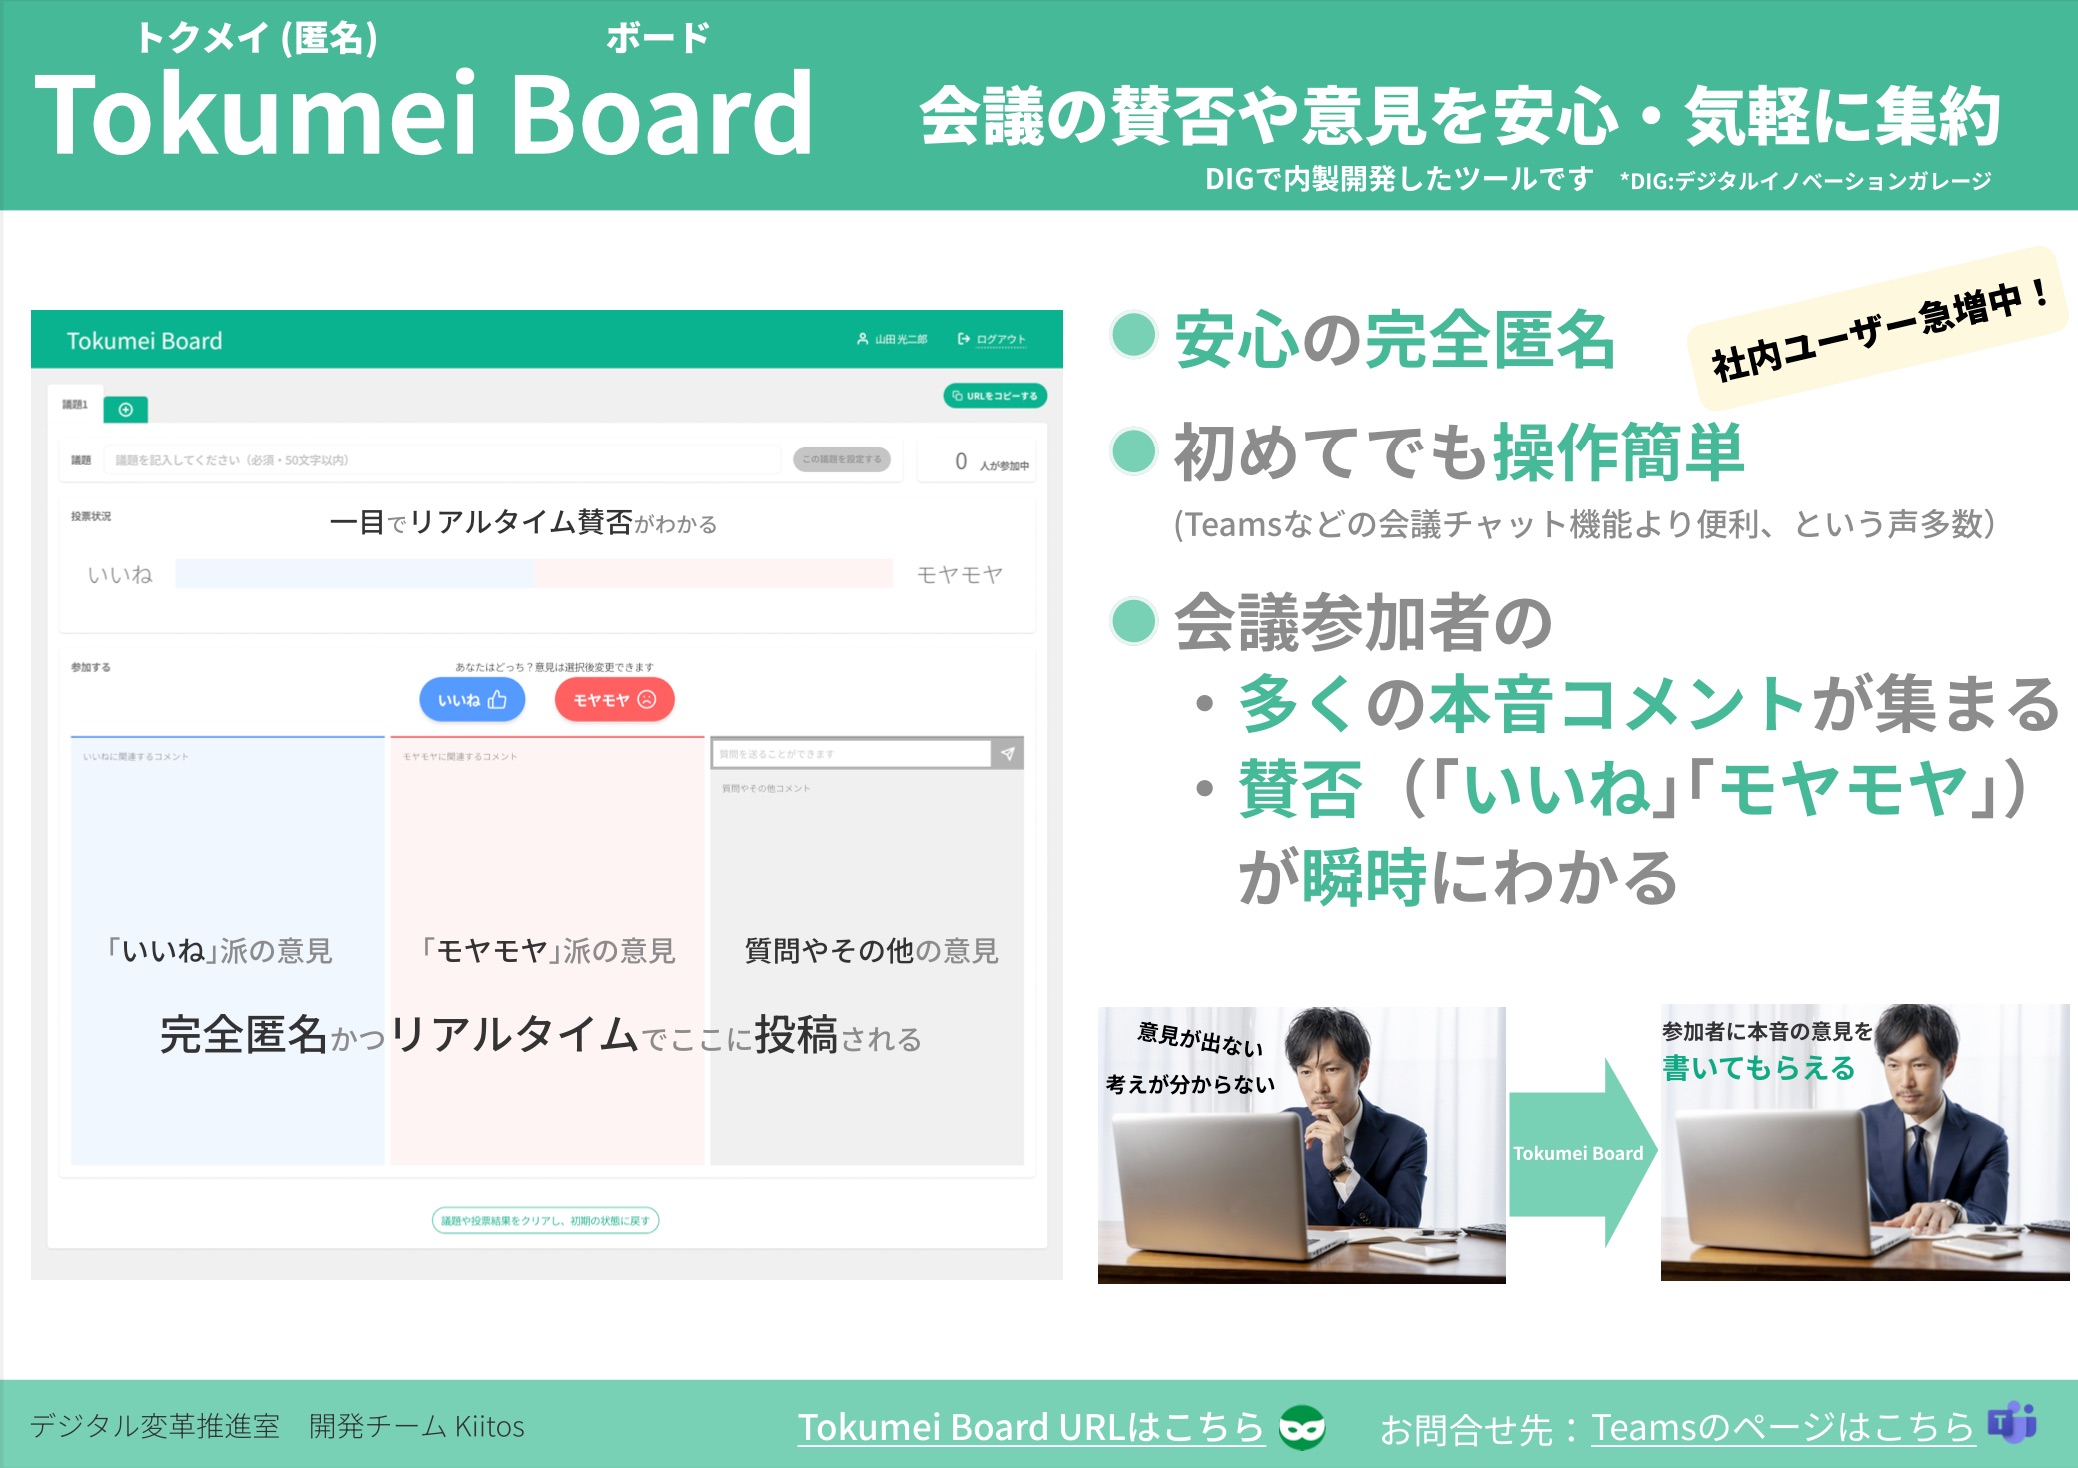 トクメイ (匿名) ボード
Tokumei Board
会議の賛否や意見を安心・気軽に集約
DIGで内製開発したツールです *DIG:デジタルイノベーションガレージ
Tokumei Board
山田光二郎 ログアウト
議題1
URLをコピーする
議題 議題を記入してください（必須・50文字以内） この議題を設定する
0 人が参加中
投票状況
一目でリアルタイム賛否がわかる
いいね モヤモヤ
参加する
あなたはどっち？意見は選択後変更できます
いいね モヤモヤ
いいねに関連するコメント
モヤモヤに関連するコメント
質問を送ることができます
質問やその他コメント
「いいね」派の意見
「モヤモヤ」派の意見
質問やその他の意見
完全匿名かつリアルタイムでここに投稿される
議題や投票結果をクリアし、初期の状態に戻す
社内ユーザー急増中！
安心の完全匿名
初めてでも操作簡単
(Teamsなどの会議チャット機能より便利、という声多数）
会議参加者の
・多くの本音コメントが集まる
・賛否（「いいね」「モヤモヤ」）
が瞬時にわかる
意見が出ない
考えが分からない
Tokumei Board
参加者に本音の意見を
書いてもらえる
デジタル変革推進室 開発チーム Kiitos
Tokumei Board URLはこちら
お問合せ先：Teamsのページはこちら
T